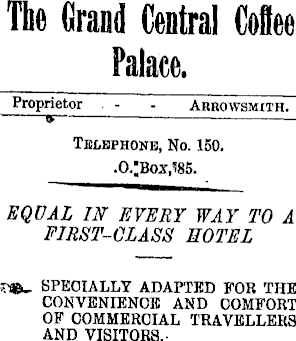 The Grand Central Coffee
Palace.
Proprietor - - ARROWSMITH.
TELEPHONE, No. 150.
.O. Box, 85.
EQUAL IN EVERY WAY TO A
FIRST-CLASS HOTEL
SPECIALLY ADAPTED FOR THE
CONVENIENCE AND COMFORT
OF COMMERCIAL TRAVELLERS
AND VISITORS.